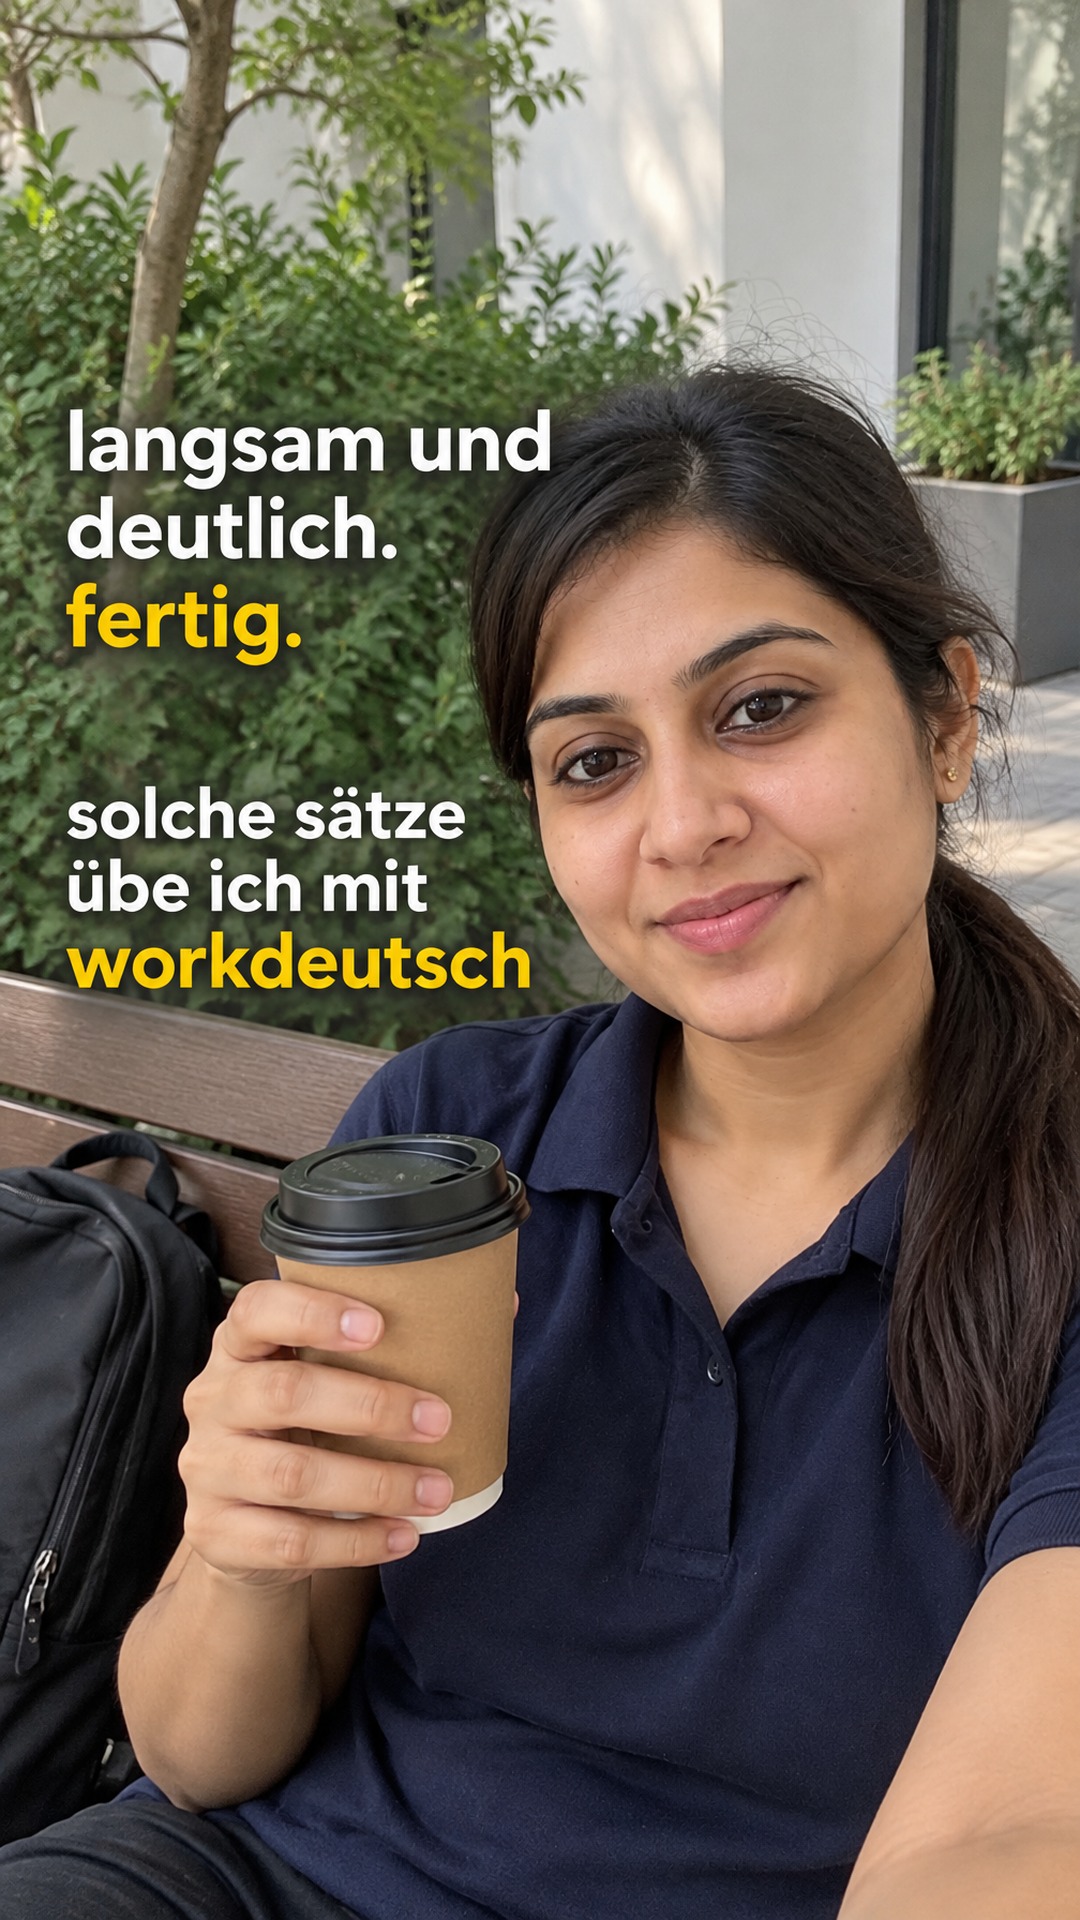 langsam und
deutlich.
fertig.
solche sätze
übe ich mit
workdeutsch